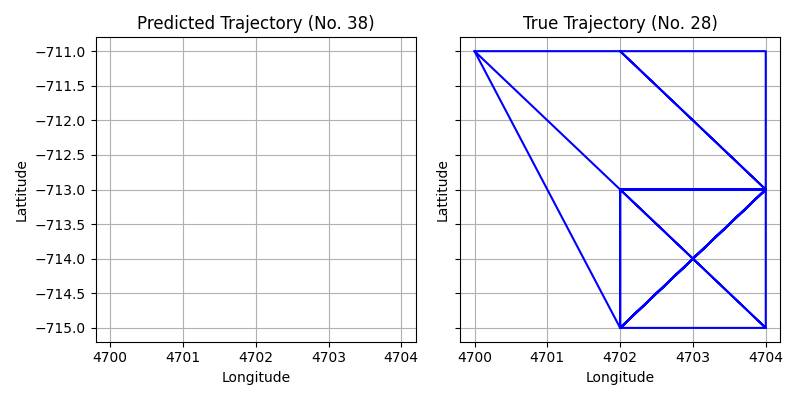 Predicted Trajectory (No. 38)
True Trajectory (No. 28)
−711.0
−711.5
−712.0
−712.5
−713.0
−713.5
−714.0
−714.5
−715.0
Lattitude
Lattitude
4700 4701 4702 4703 4704
4700 4701 4702 4703 4704
Longitude
Longitude